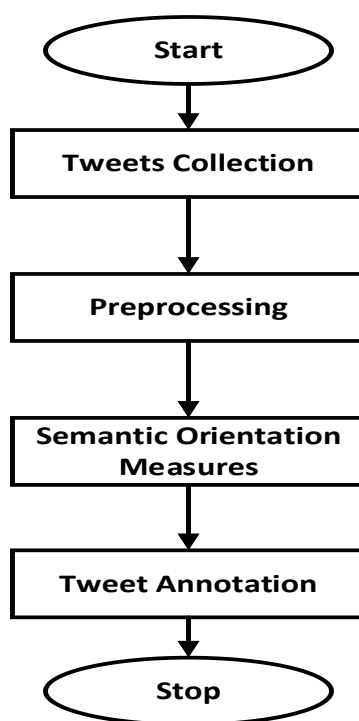 Start
Tweets Collection
Preprocessing
Semantic Orientation
Measures
Tweet Annotation
Stop